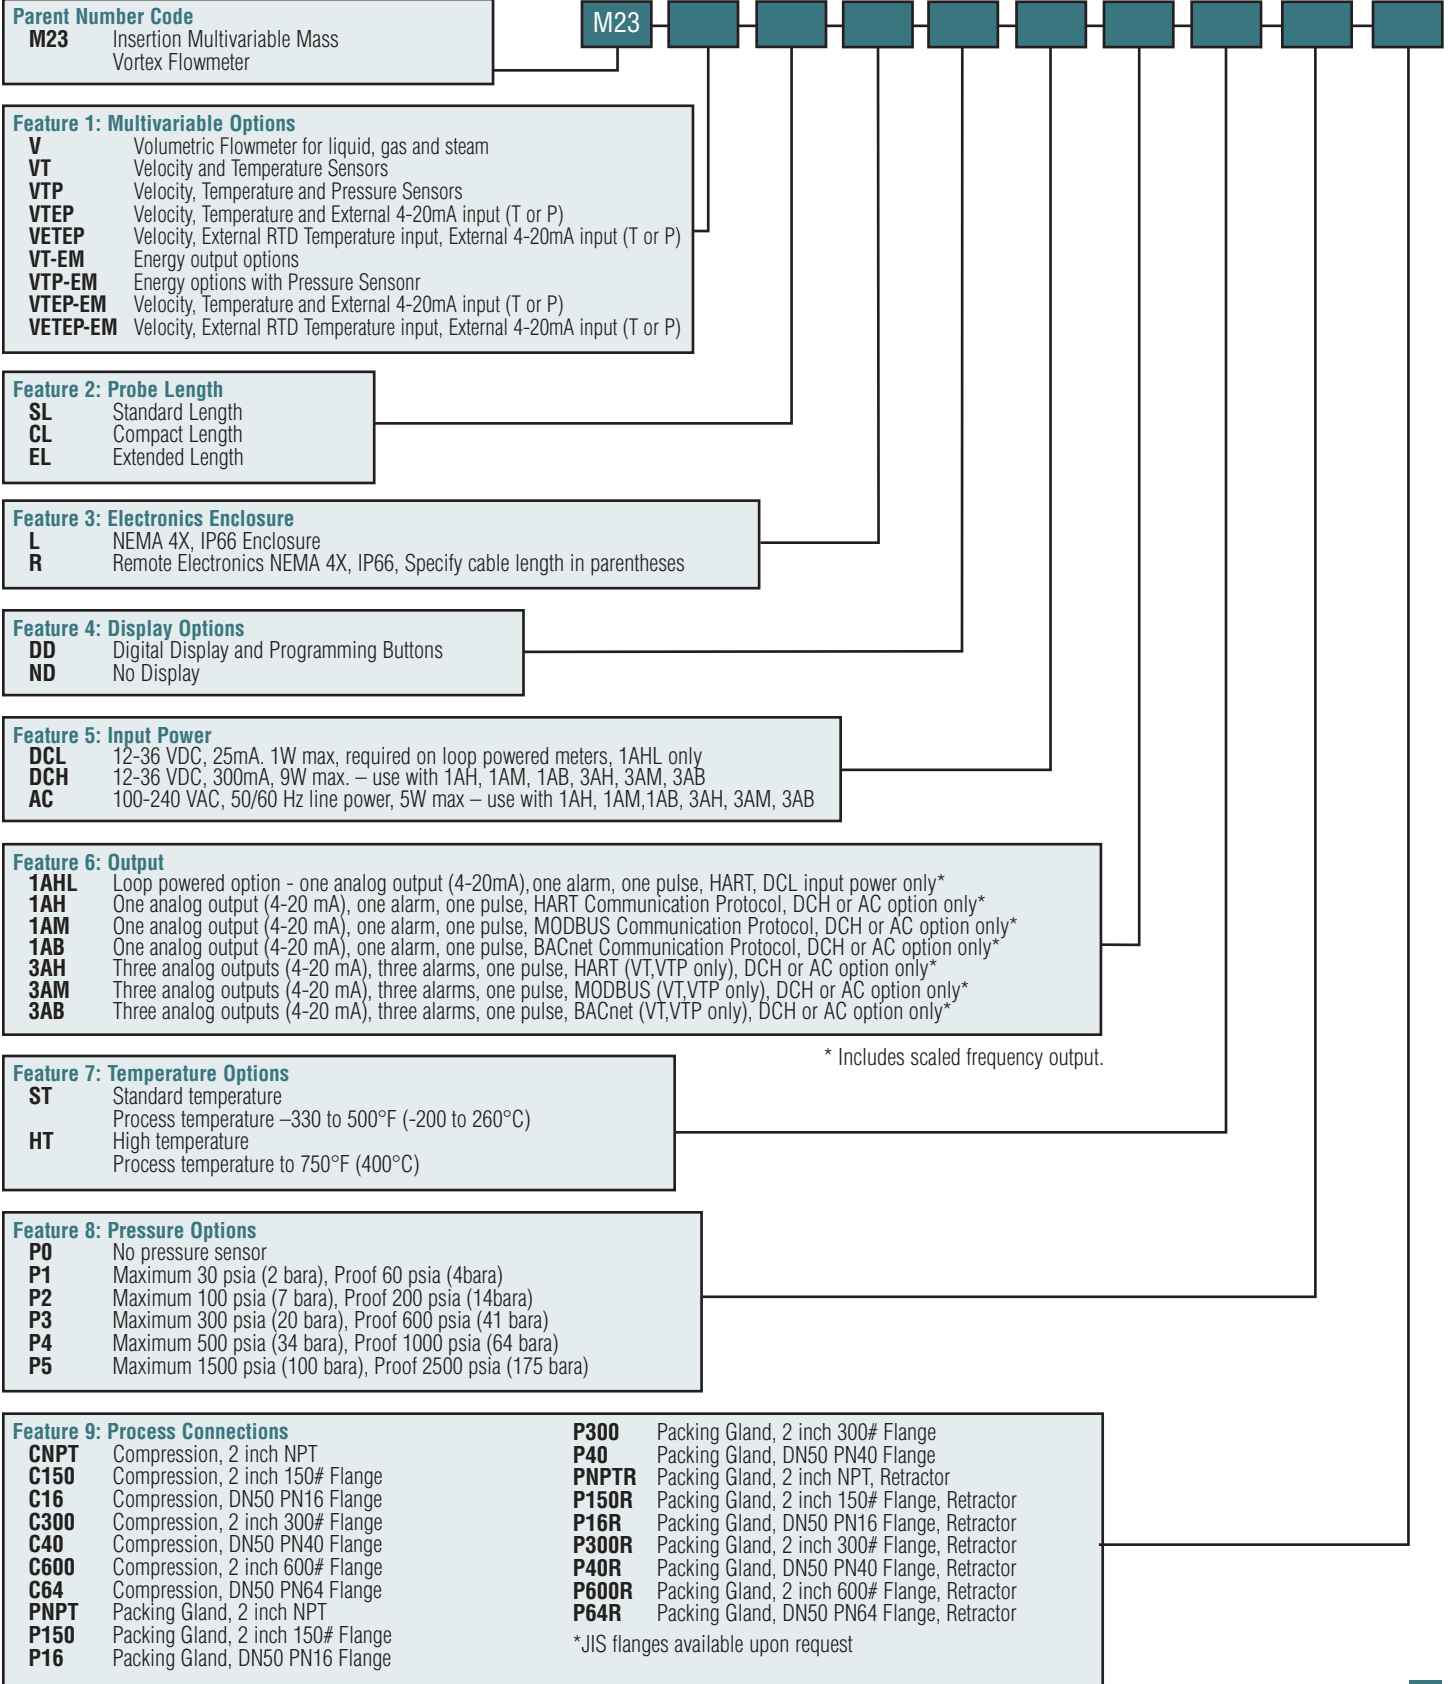 Parent Number Code
M23 Insertion Multivariable Mass
Vortex Flowmeter
M23
Feature 1: Multivariable Options
V Volumetric Flowmeter for liquid, gas and steam
VT Velocity and Temperature Sensors
VTP Velocity, Temperature and Pressure Sensors
VTEP Velocity, Temperature and External 4-20mA input (T or P)
VETEP Velocity, External RTD Temperature input, External 4-20mA input (T or P)
VT-EM Energy output options
VTP-EM Energy options with Pressure Sensonr
VTEP-EM Velocity, Temperature and External 4-20mA input (T or P)
VETEP-EM Velocity, External RTD Temperature input, External 4-20mA input (T or P)
Feature 2: Probe Length
SL Standard Length
CL Compact Length
EL Extended Length
Feature 3: Electronics Enclosure
L NEMA 4X, IP66 Enclosure
R Remote Electronics NEMA 4X, IP66, Specify cable length in parentheses
Feature 4: Display Options
DD Digital Display and Programming Buttons
ND No Display
Feature 5: Input Power
DCL 12-36 VDC, 25mA. 1W max, required on loop powered meters, 1AHL only
DCH 12-36 VDC, 300mA, 9W max. – use with 1AH, 1AM, 1AB, 3AH, 3AM, 3AB
AC 100-240 VAC, 50/60 Hz line power, 5W max – use with 1AH, 1AM,1AB, 3AH, 3AM, 3AB
Feature 6: Output
1AHL Loop powered option - one analog output (4-20mA), one alarm, one pulse, HART, DCL input power only*
1AH One analog output (4-20 mA), one alarm, one pulse, HART Communication Protocol, DCH or AC option only*
1AM One analog output (4-20 mA), one alarm, one pulse, MODBUS Communication Protocol, DCH or AC option only*
1AB One analog output (4-20 mA), one alarm, one pulse, BACnet Communication Protocol, DCH or AC option only*
3AH Three analog outputs (4-20 mA), three alarms, one pulse, HART (VT,VTP only), DCH or AC option only*
3AM Three analog outputs (4-20 mA), three alarms, one pulse, MODBUS (VT,VTP only), DCH or AC option only*
3AB Three analog outputs (4-20 mA), three alarms, one pulse, BACnet (VT,VTP only), DCH or AC option only*
* Includes scaled frequency output.
Feature 7: Temperature Options
ST Standard temperature
Process temperature –330 to 500°F (-200 to 260°C)
HT High temperature
Process temperature to 750°F (400°C)
Feature 8: Pressure Options
P0 No pressure sensor
P1 Maximum 30 psia (2 bara), Proof 60 psia (4bara)
P2 Maximum 100 psia (7 bara), Proof 200 psia (14bara)
P3 Maximum 300 psia (20 bara), Proof 600 psia (41 bara)
P4 Maximum 500 psia (34 bara), Proof 1000 psia (64 bara)
P5 Maximum 1500 psia (100 bara), Proof 2500 psia (175 bara)
Feature 9: Process Connections
CNPT Compression, 2 inch NPT
C150 Compression, 2 inch 150# Flange
C16 Compression, DN50 PN16 Flange
C300 Compression, 2 inch 300# Flange
C40 Compression, DN50 PN40 Flange
C600 Compression, 2 inch 600# Flange
C64 Compression, DN50 PN64 Flange
PNPT Packing Gland, 2 inch NPT
P150 Packing Gland, 2 inch 150# Flange
P16 Packing Gland, DN50 PN16 Flange
P300 Packing Gland, 2 inch 300# Flange
P40 Packing Gland, DN50 PN40 Flange
PNPTR Packing Gland, 2 inch NPT, Retractor
P150R Packing Gland, 2 inch 150# Flange, Retractor
P16R Packing Gland, DN50 PN16 Flange, Retractor
P300R Packing Gland, 2 inch 300# Flange, Retractor
P40R Packing Gland, DN50 PN40 Flange, Retractor
P600R Packing Gland, 2 inch 600# Flange, Retractor
P64R Packing Gland, DN50 PN64 Flange, Retractor
*JIS flanges available upon request